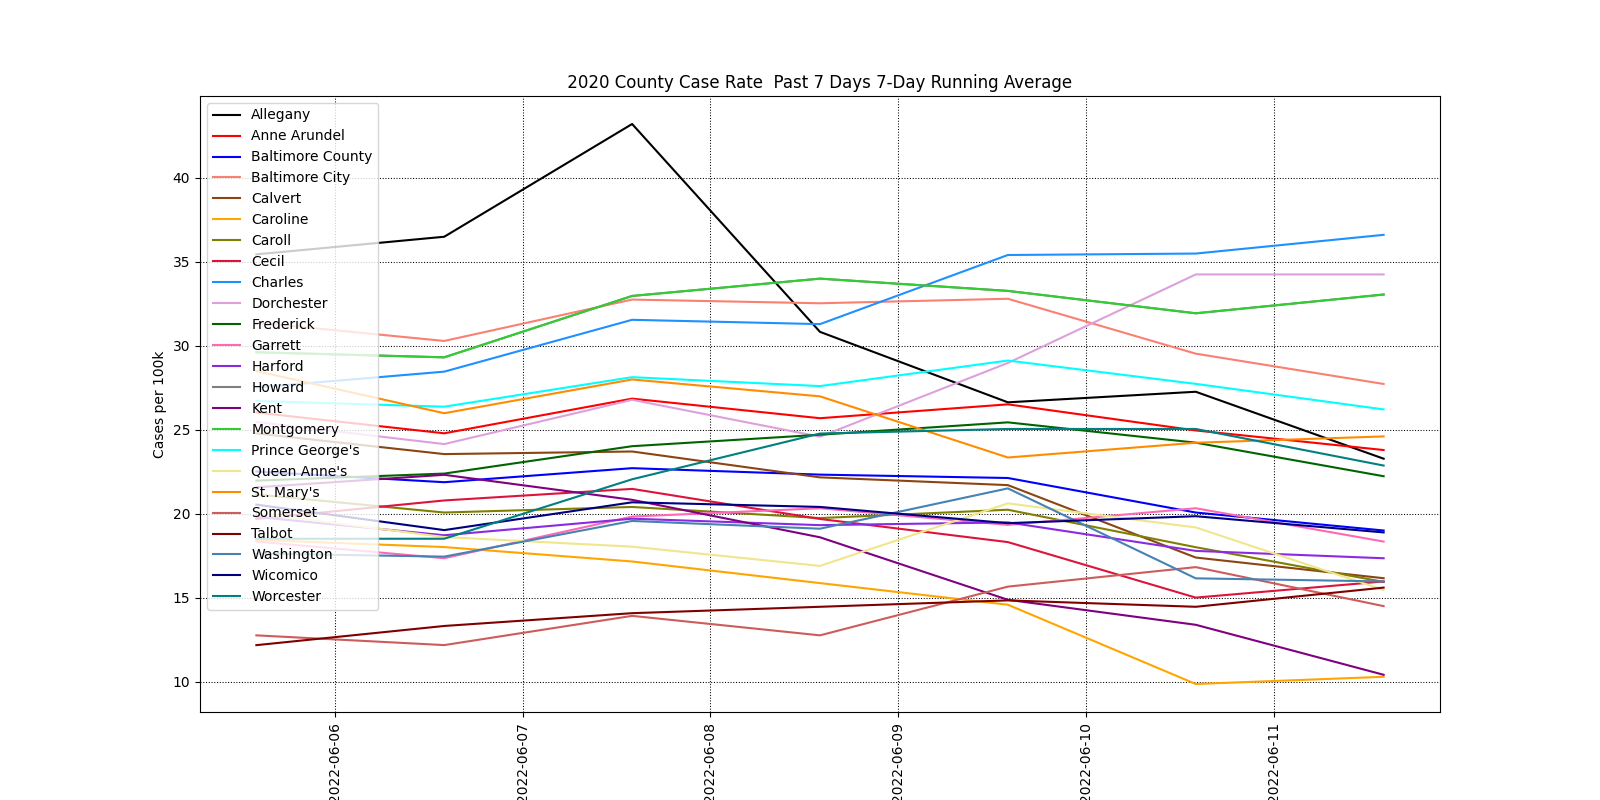 2020 County Case Rate  Past 7 Days 7-Day Running Average
Allegany
Anne Arundel
Baltimore County
Baltimore City
Calvert
Caroline
Caroll
Cecil
Charles
Dorchester
Frederick
Garrett
Harford
Howard
Kent
Montgomery
Prince George's
Queen Anne's
St. Mary's
Somerset
Talbot
Washington
Wicomico
Worcester
Cases per 100k
40
35
30
25
20
15
10
2022-06-06
2022-06-07
2022-06-08
2022-06-09
2022-06-10
2022-06-11